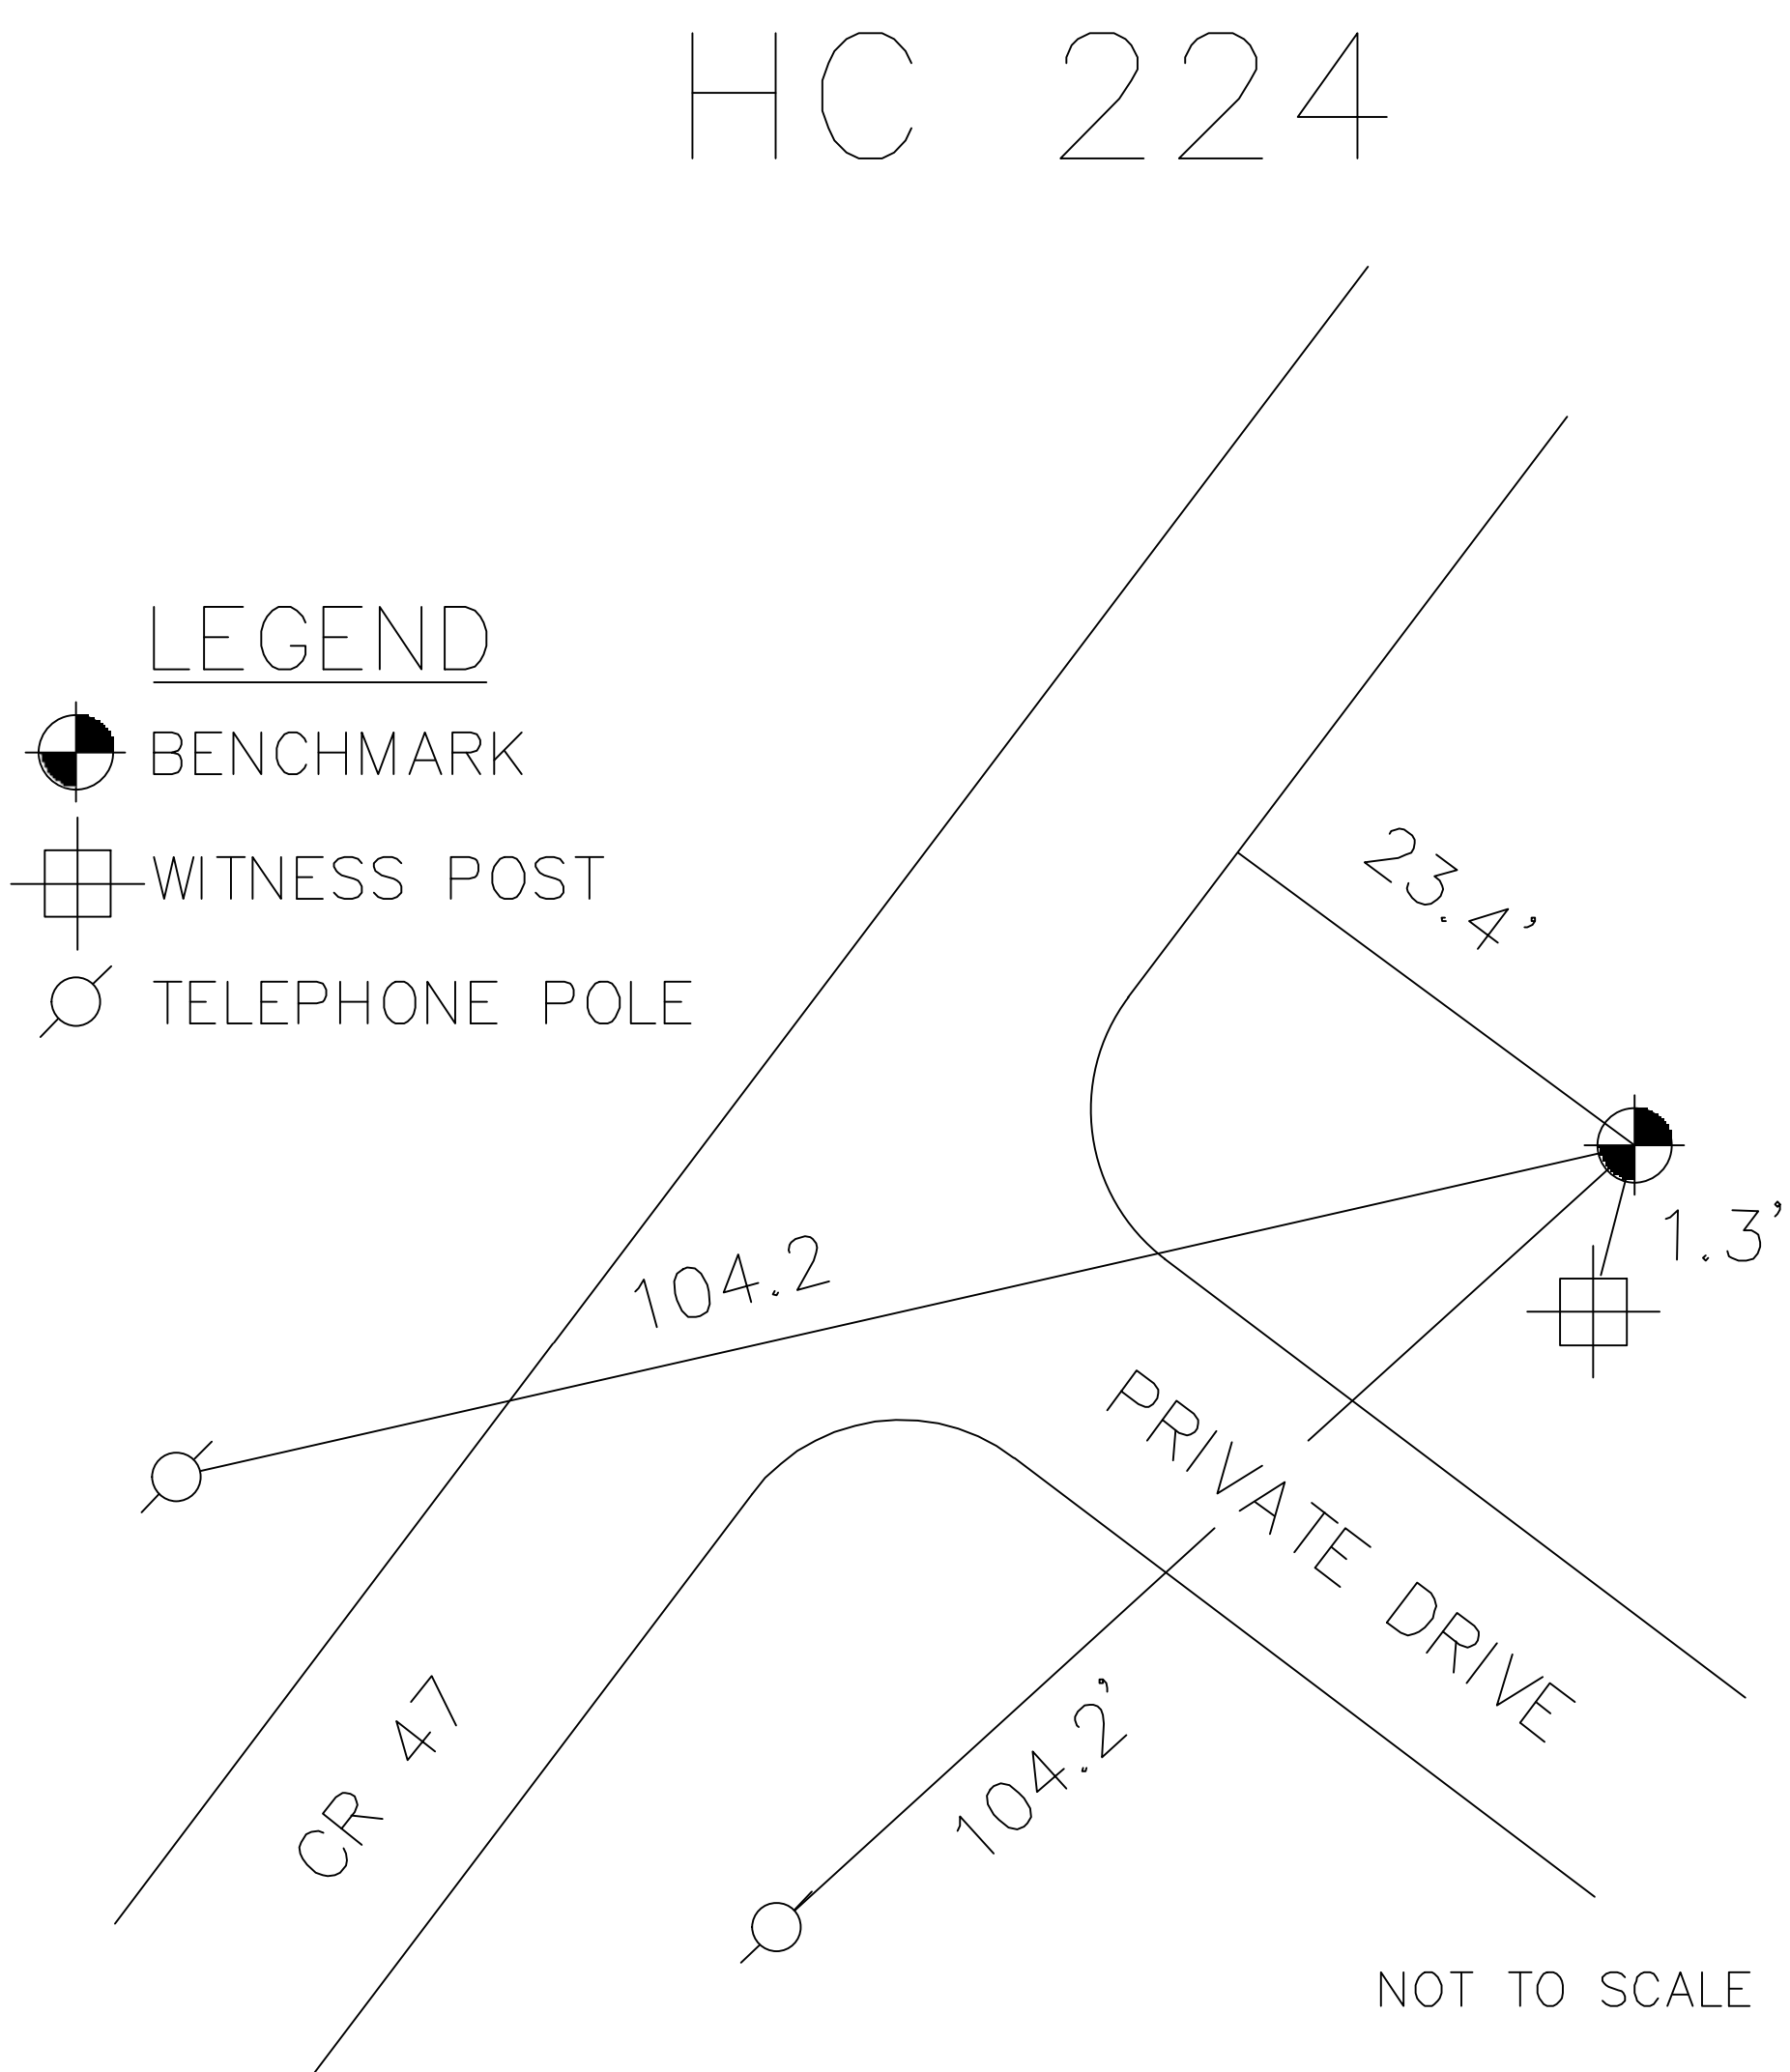 HC 224
LEGEND
BENCHMARK
WITNESS POST
TELEPHONE POLE
23.4'
1.3'
104.2
PRIVATE DRIVE
104.2'
CR 47
NOT TO SCALE